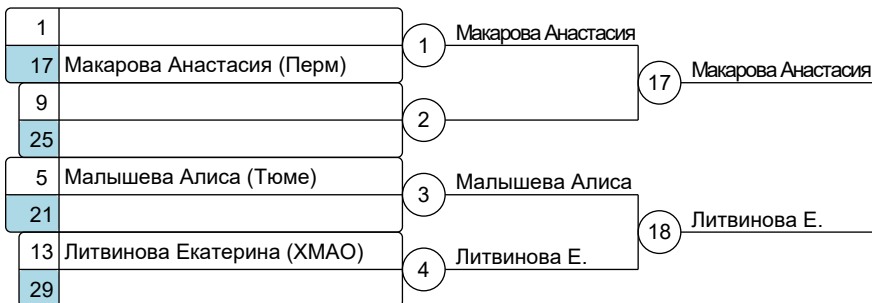 1
17 Макарова Анастасия (Перм)
1
Макарова Анастасия
17
Макарова Анастасия
9
25
2
5 Малышева Алиса (Тюме)
21
3
Малышева Алиса
18
Литвинова Е.
13 Литвинова Екатерина (ХМАО)
29
4
Литвинова Е.